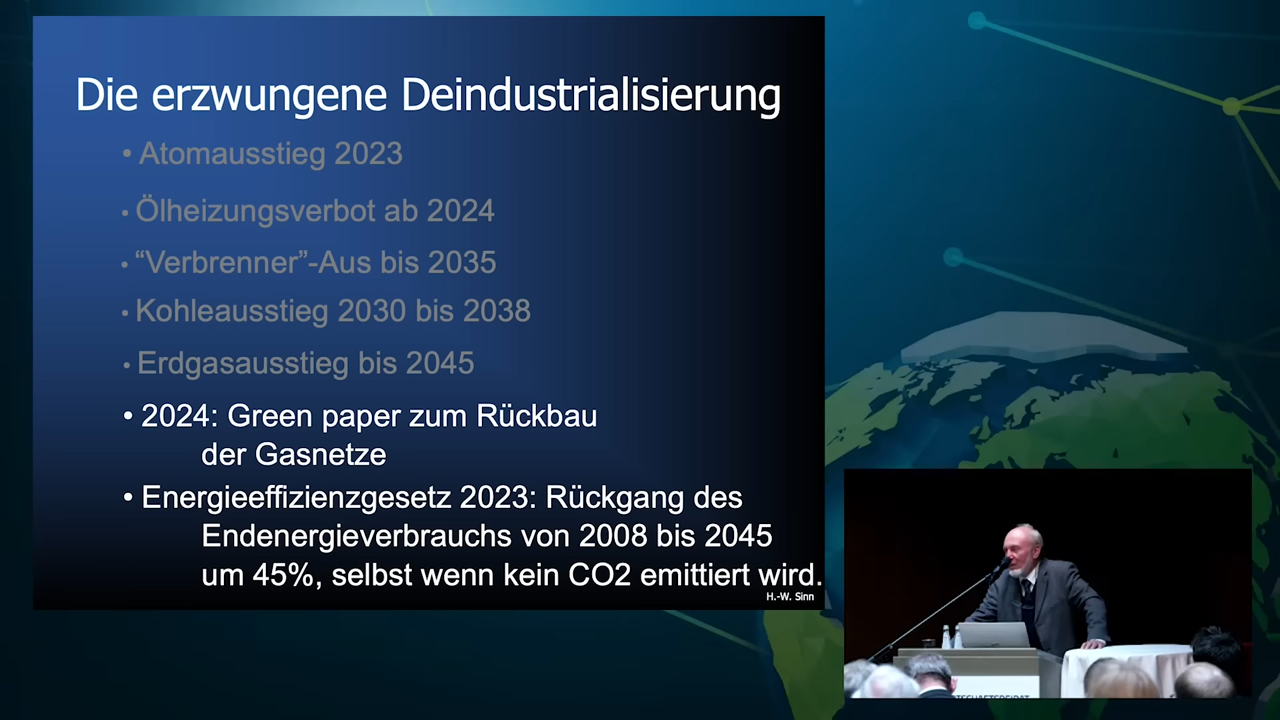 Die erzwungene Deindustrialisierung
• Atomausstieg 2023
• Ölheizungsverbot ab 2024
• “Verbrenner”-Aus bis 2035
• Kohleausstieg 2030 bis 2038
• Erdgasausstieg bis 2045
• 2024: Green paper zum Rückbau
der Gasnetze
• Energieeffizienzgesetz 2023: Rückgang des
Endenergieverbrauchs von 2008 bis 2045
um 45%, selbst wenn kein CO2 emittiert wird.
H.-W. Sinn